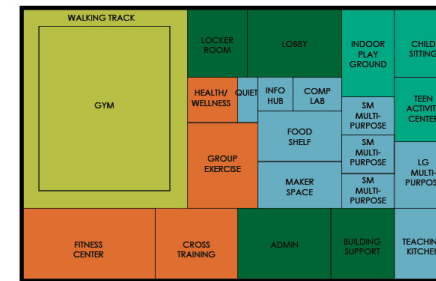 WALKING TRACK
GYM
LOCKER
ROOM
LOBBY
INDOOR
PLAY
GROUND
CHILD
SITTING
HEALTH/
WELLNESS
QUIET
INFO
HUB
COMP
LAB
SM
MULTI-
PURPOSE
TEEN
ACTIVIT
CENTER
FOOD
SHELF
GROUP
EXERCISE
SM
MULTI-
PURPOSE
LG
MULTI-
PURPOS
MAKER
SPACE
SM
MULTI-
PURPOSE
FITNESS
CENTER
CROSS
TRAINING
ADMIN
BUILDING
SUPPORT
TEACHIN
KITCHEN